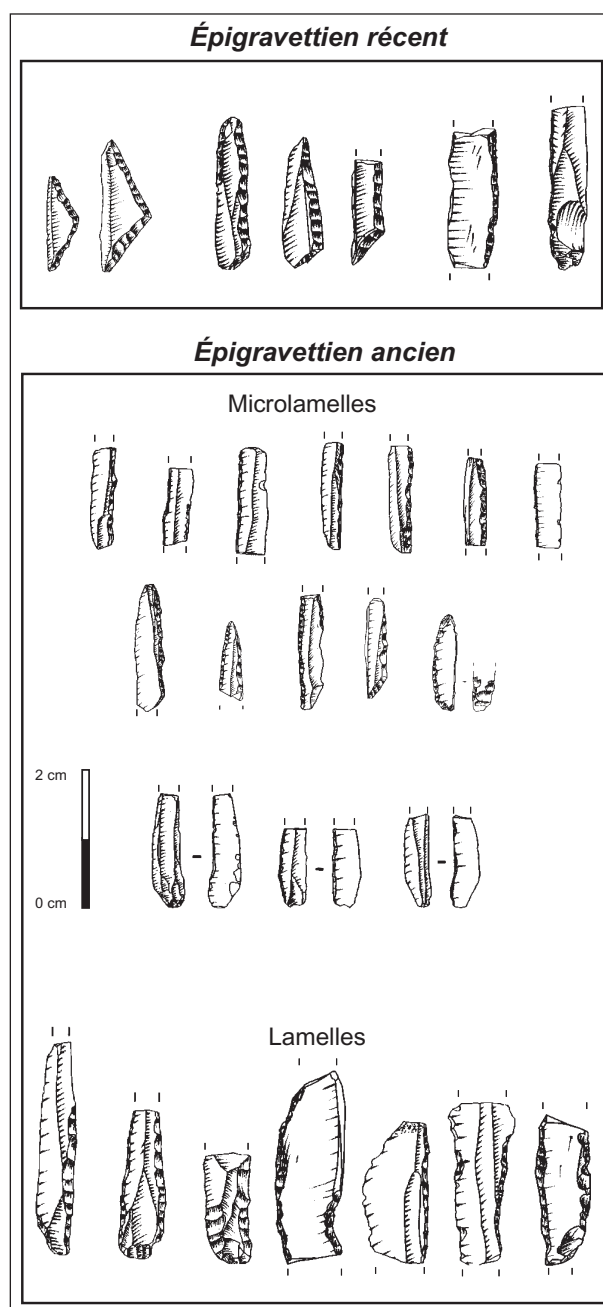 Épigravettien récent
Épigravettien ancien
Microlamelles
2 cm
0 cm
Lamelles